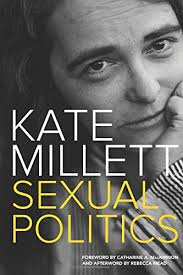 KATE
MILLETT
SEXUAL
POLITICS
FOREWORD BY CATHARINE A. MacKINNON
AND AFTERWORD BY REBECCA MEAD